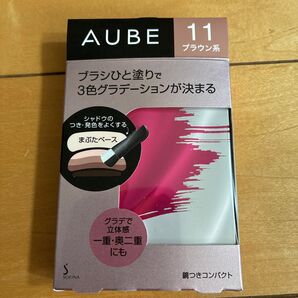 AUBE
11
ブラウン系
ブラシひと塗りで
3色グラデーションが決まる
シャドウの
つき・発色をよくする
まぶたベース
グラデで
立体感
一重・奥二重
にも
S
SOFINA
鏡つきコンパクト